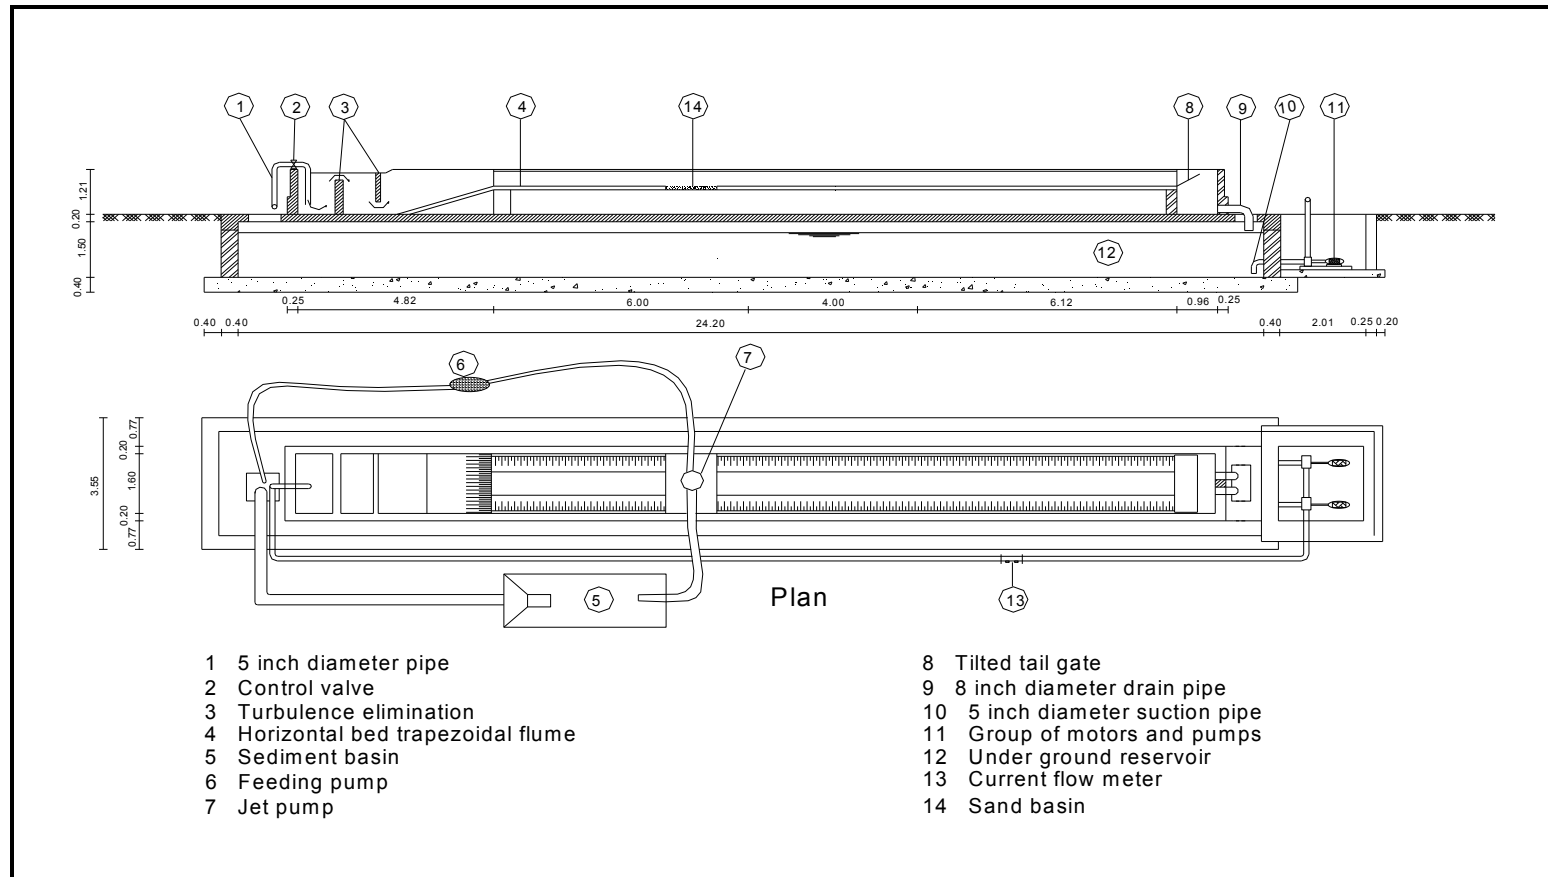 1 2 3 4 14 8 9 10 11
1.21
0.20
1.50
0.40
12
0.25 4.82 6.00 4.00 6.12 0.96 0.25
0.40 0.40 24.20 0.40 2.01 0.25 0.20
6 7
3.55
0.77
0.20
1.60
0.20
0.77
5 Plan 13
1 5 inch diameter pipe
2 Control valve
3 Turbulence elimination
4 Horizontal bed trapezoidal flume
5 Sediment basin
6 Feeding pump
7 Jet pump
8 Tilted tail gate
9 8 inch diameter drain pipe
10 5 inch diameter suction pipe
11 Group of motors and pumps
12 Under ground reservoir
13 Current flow meter
14 Sand basin